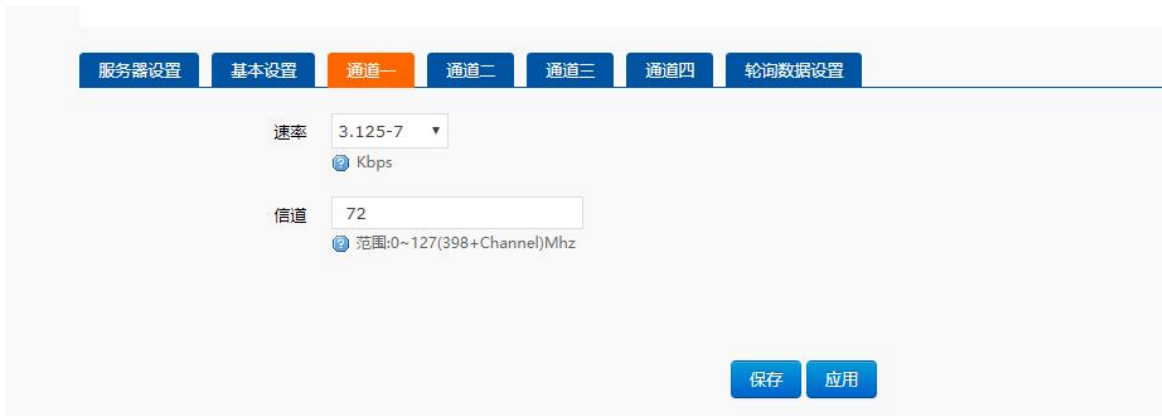 服务器设置 基本设置 通道一 通道二 通道三 通道四 轮询数据设置
速率 3.125-7
Kbps
信道 72
范围:0~127(398+Channel)Mhz
保存 应用